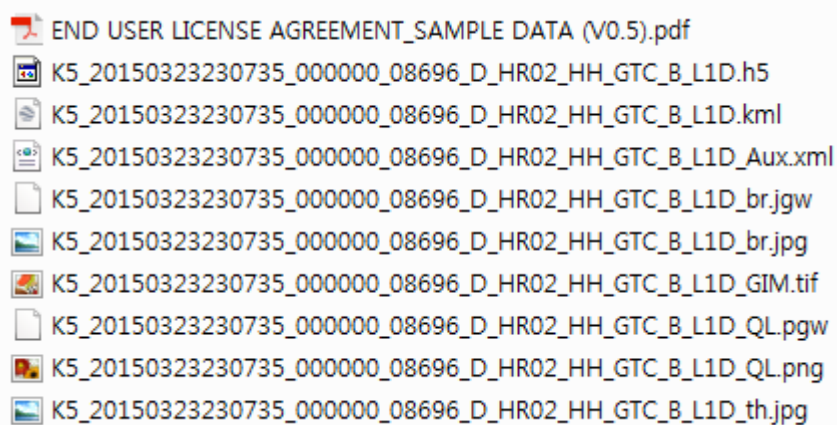 END USER LICENSE AGREEMENT_SAMPLE DATA (V0.5).pdf
K5_20150323230735_000000_08696_D_HR02_HH_GTC_B_L1D.h5
K5_20150323230735_000000_08696_D_HR02_HH_GTC_B_L1D.kml
K5_20150323230735_000000_08696_D_HR02_HH_GTC_B_L1D_Aux.xml
K5_20150323230735_000000_08696_D_HR02_HH_GTC_B_L1D_br.jgw
K5_20150323230735_000000_08696_D_HR02_HH_GTC_B_L1D_br.jpg
K5_20150323230735_000000_08696_D_HR02_HH_GTC_B_L1D_GIM.tif
K5_20150323230735_000000_08696_D_HR02_HH_GTC_B_L1D_QL.pgw
K5_20150323230735_000000_08696_D_HR02_HH_GTC_B_L1D_QL.png
K5_20150323230735_000000_08696_D_HR02_HH_GTC_B_L1D_th.jpg